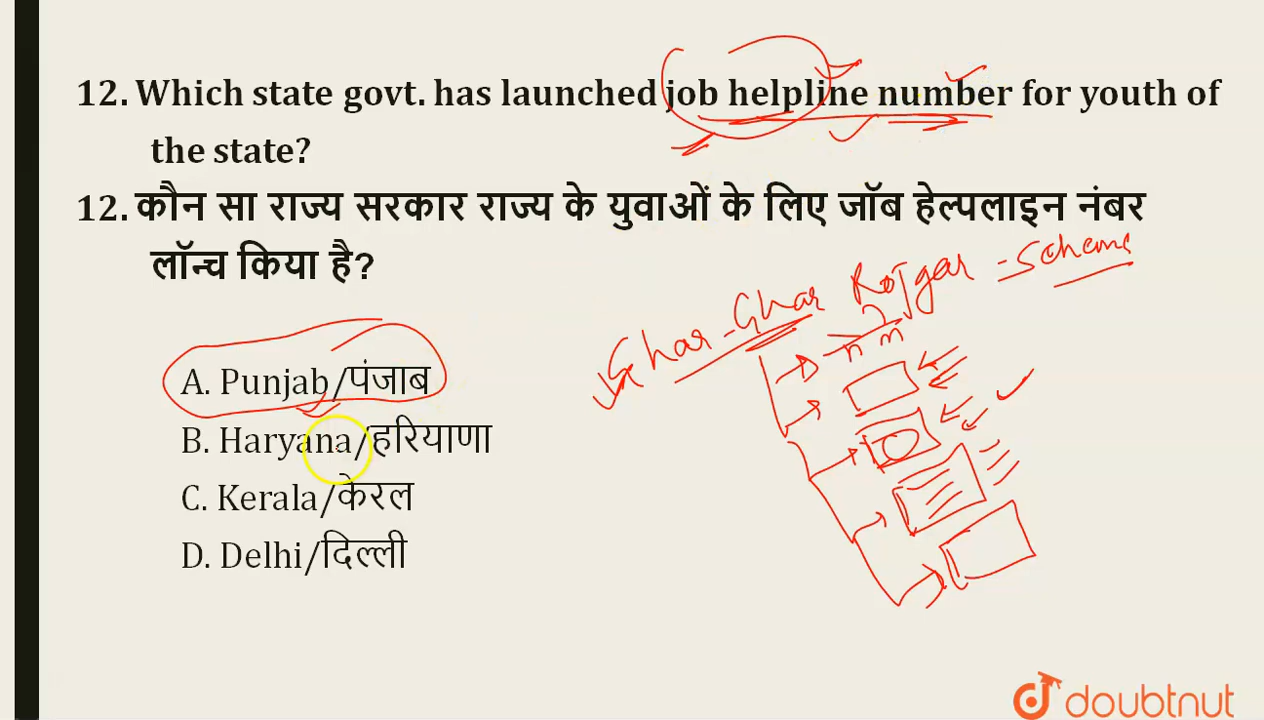 12. Which state govt. has launched job helpline number for youth of
the state?
12. कौन सा राज्य सरकार राज्य के युवाओं के लिए जॉब हेल्पलाइन नंबर
लॉन्च किया है?
Ghar-Ghar Rojgar - Scheme
A. Punjab/पंजाब
B. Haryana/हरियाणा
C. Kerala/केरल
D. Delhi/दिल्ली
doubtnut